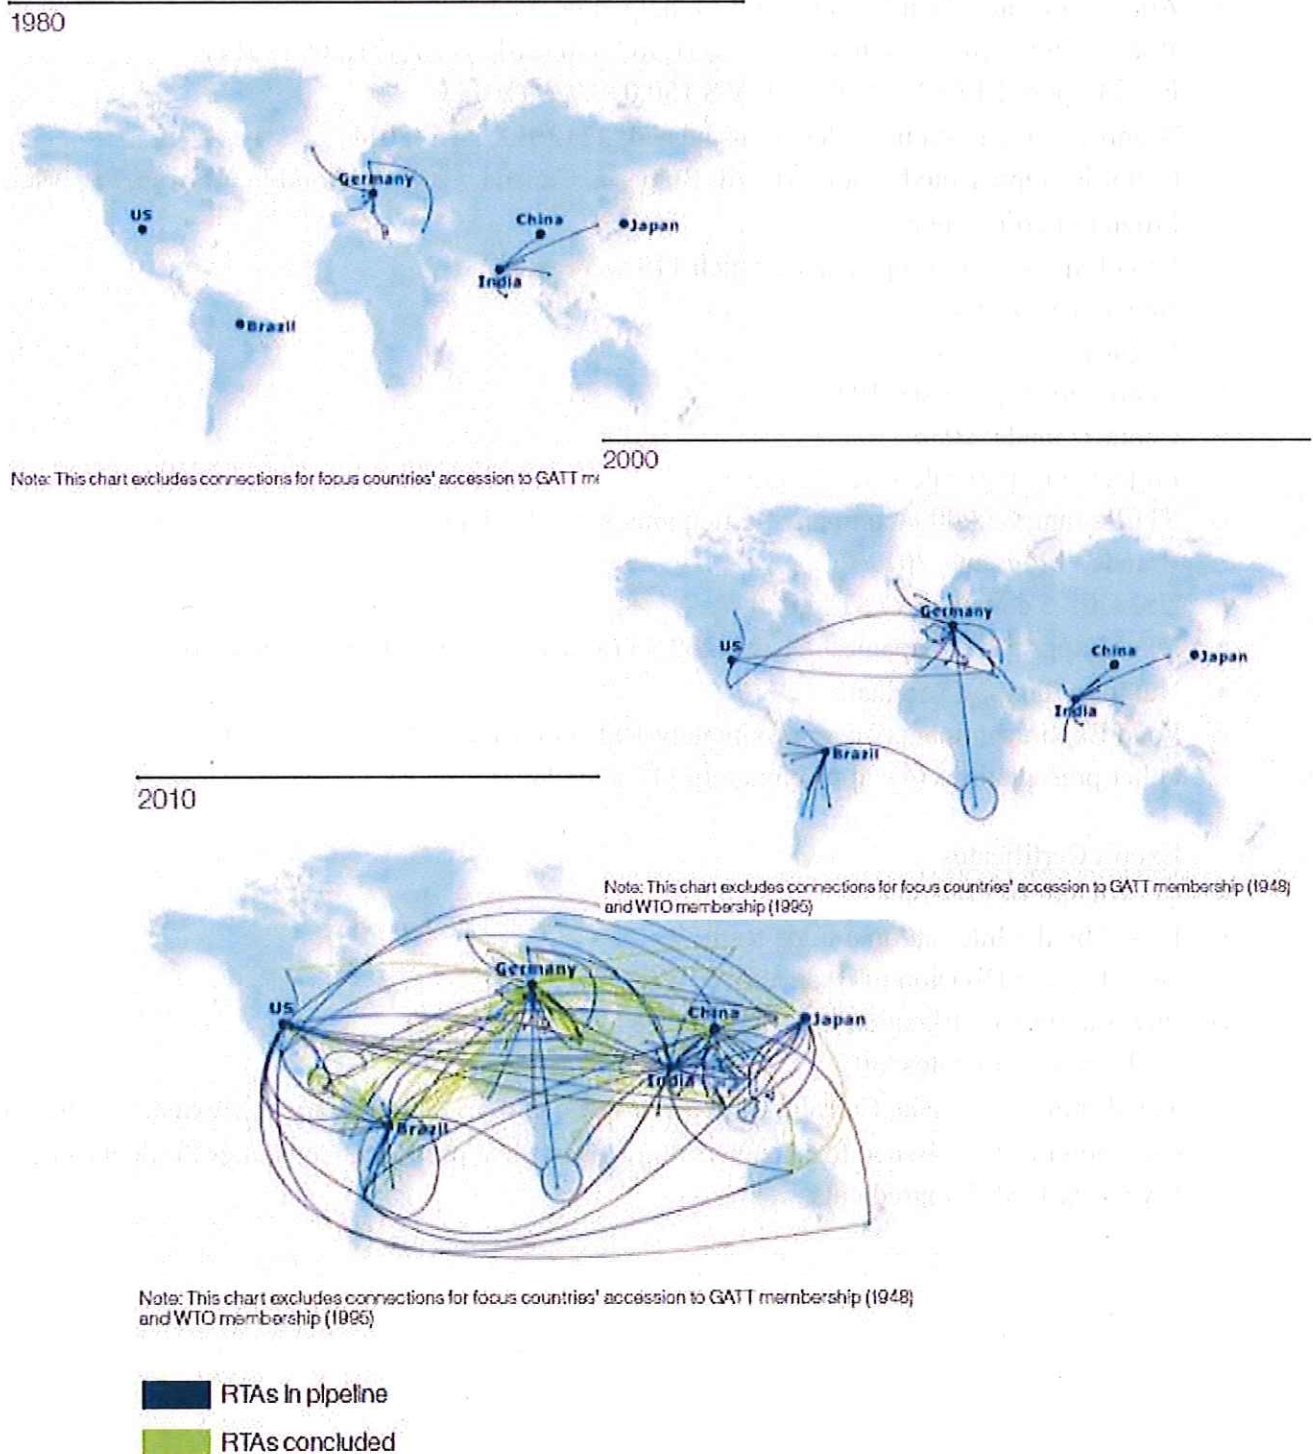 1980
Germany
US
China
Japan
India
Brazil
Note: This chart excludes connections for focus countries' accession to GATT me
2000
Germany
US
China
Japan
India
Brazil
Note: This chart excludes connections for focus countries' accession to GATT membership (1948)
and WTO membership (1995)
2010
Germany
US
China
Japan
India
Brazil
Note: This chart excludes connections for focus countries' accession to GATT membership (1948)
and WTO membership (1995)
RTAs in pipeline
RTAs concluded